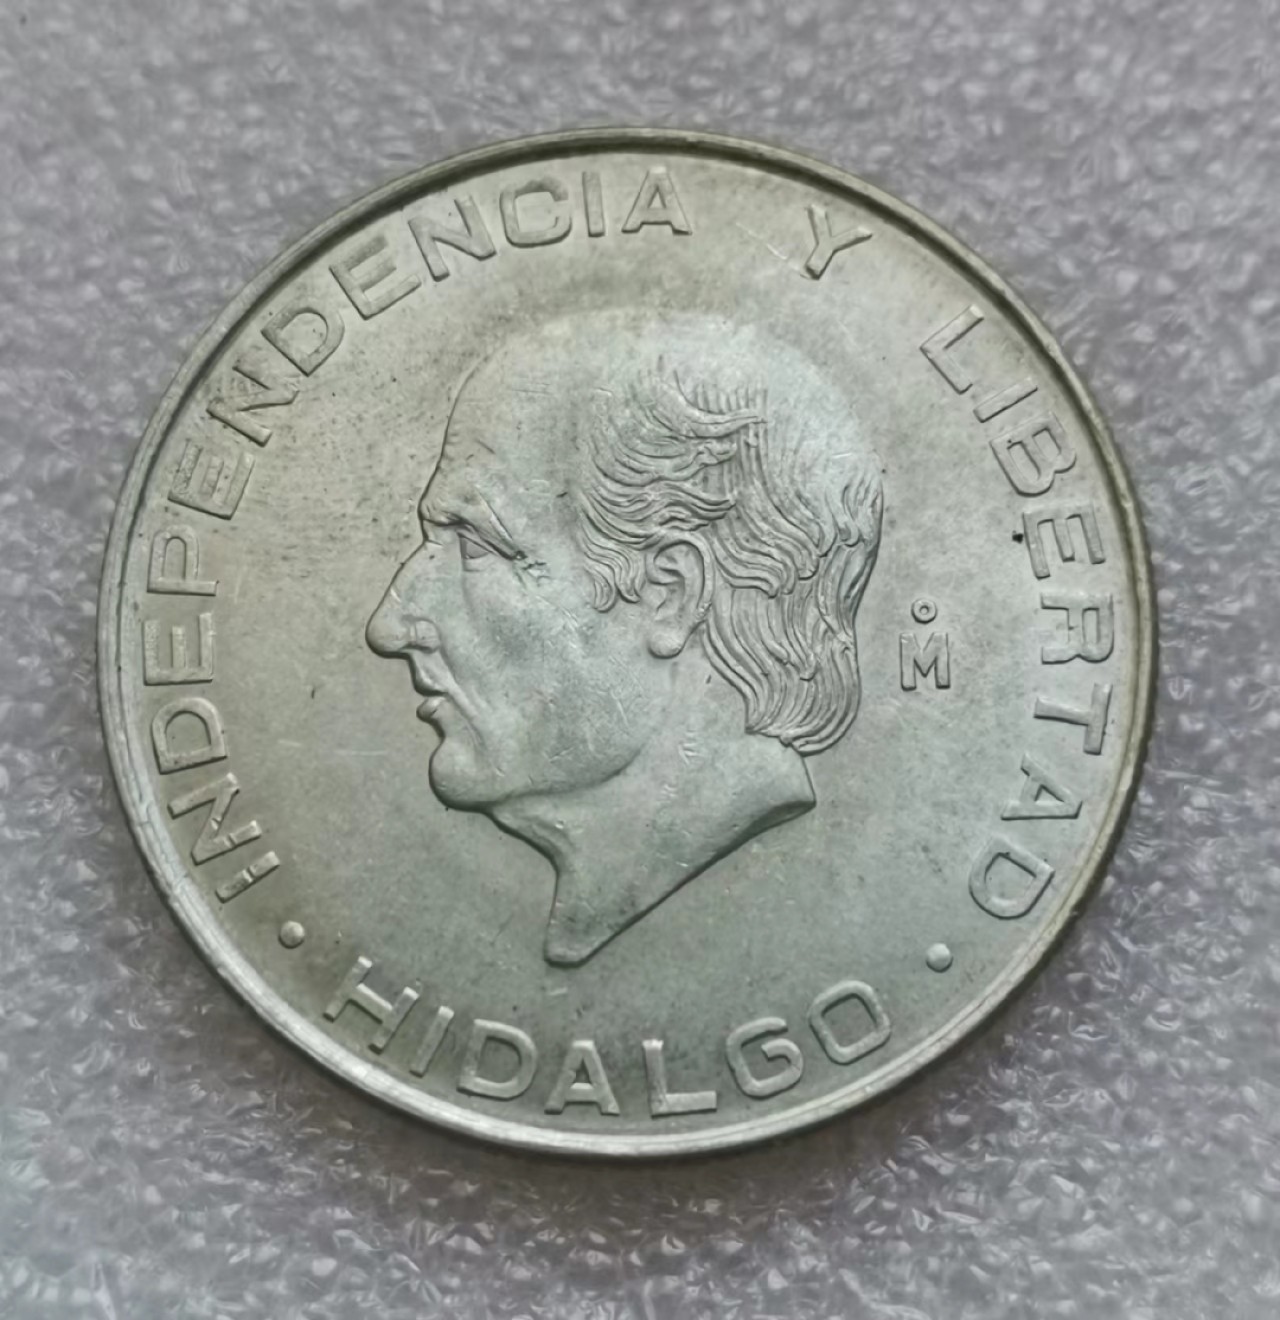 INDEPENDENCIA Y LIBERTAD
Mº
· HIDALGO ·